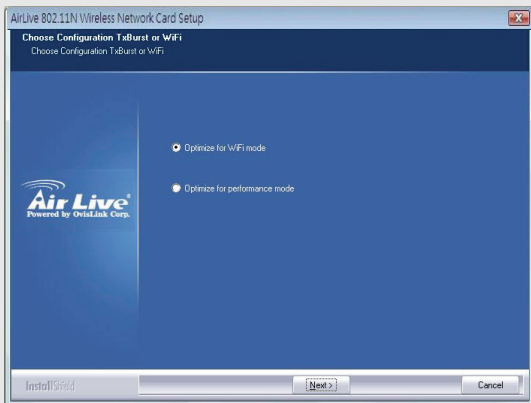 AirLive 802.11N Wireless Network Card Setup
Choose Configuration TxBurst or WiFi
Choose Configuration TxBurst or WiFi
Optimize for WiFi mode
Optimize for performance mode
Air Live®
Powered by OvisLink Corp.
InstallShield
Next >
Cancel